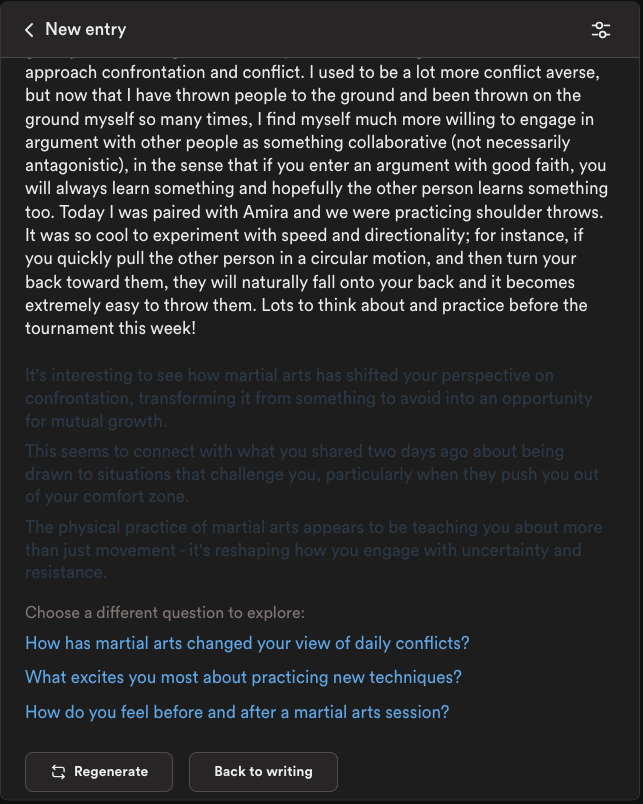 New entry
approach confrontation and conflict. I used to be a lot more conflict averse,
but now that I have thrown people to the ground and been thrown on the
ground myself so many times, I find myself much more willing to engage in
argument with other people as something collaborative (not necessarily
antagonistic), in the sense that if you enter an argument with good faith, you
will always learn something and hopefully the other person learns something
too. Today I was paired with Amira and we were practicing shoulder throws.
It was so cool to experiment with speed and directionality; for instance, if
you quickly pull the other person in a circular motion, and then turn your
back toward them, they will naturally fall onto your back and it becomes
extremely easy to throw them. Lots to think about and practice before the
tournament this week!
It's interesting to see how martial arts has shifted your perspective on
confrontation, transforming it from something to avoid into an opportunity
for mutual growth.
This seems to connect with what you shared two days ago about being
drawn to situations that challenge you, particularly when they push you out
of your comfort zone.
The physical practice of martial arts appears to be teaching you about more
than just movement - it's reshaping how you engage with uncertainty and
resistance.
Choose a different question to explore:
How has martial arts changed your view of daily conflicts?
What excites you most about practicing new techniques?
How do you feel before and after a martial arts session?
Regenerate
Back to writing